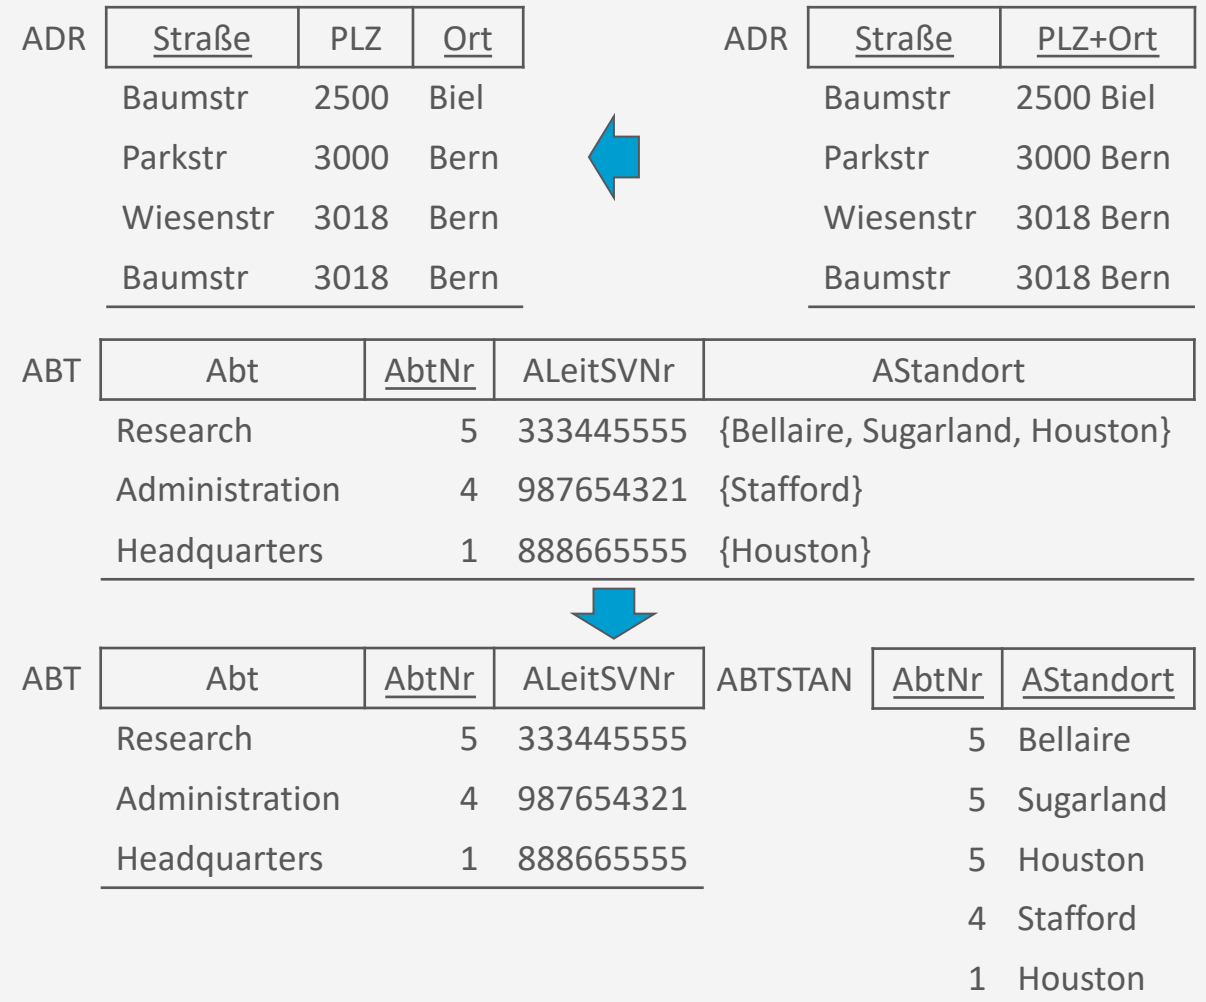 ADR Straße PLZ Ort
Baumstr 2500 Biel
Parkstr 3000 Bern
Wiesenstr 3018 Bern
Baumstr 3018 Bern
ADR Straße PLZ+Ort
Baumstr 2500 Biel
Parkstr 3000 Bern
Wiesenstr 3018 Bern
Baumstr 3018 Bern
ABT Abt AbtNr ALeitSVNr AStandort
Research 5 333445555 {Bellaire, Sugarland, Houston}
Administration 4 987654321 {Stafford}
Headquarters 1 888665555 {Houston}
ABT Abt AbtNr ALeitSVNr
Research 5 333445555
Administration 4 987654321
Headquarters 1 888665555
ABTSTAN AbtNr AStandort
5 Bellaire
5 Sugarland
5 Houston
4 Stafford
1 Houston